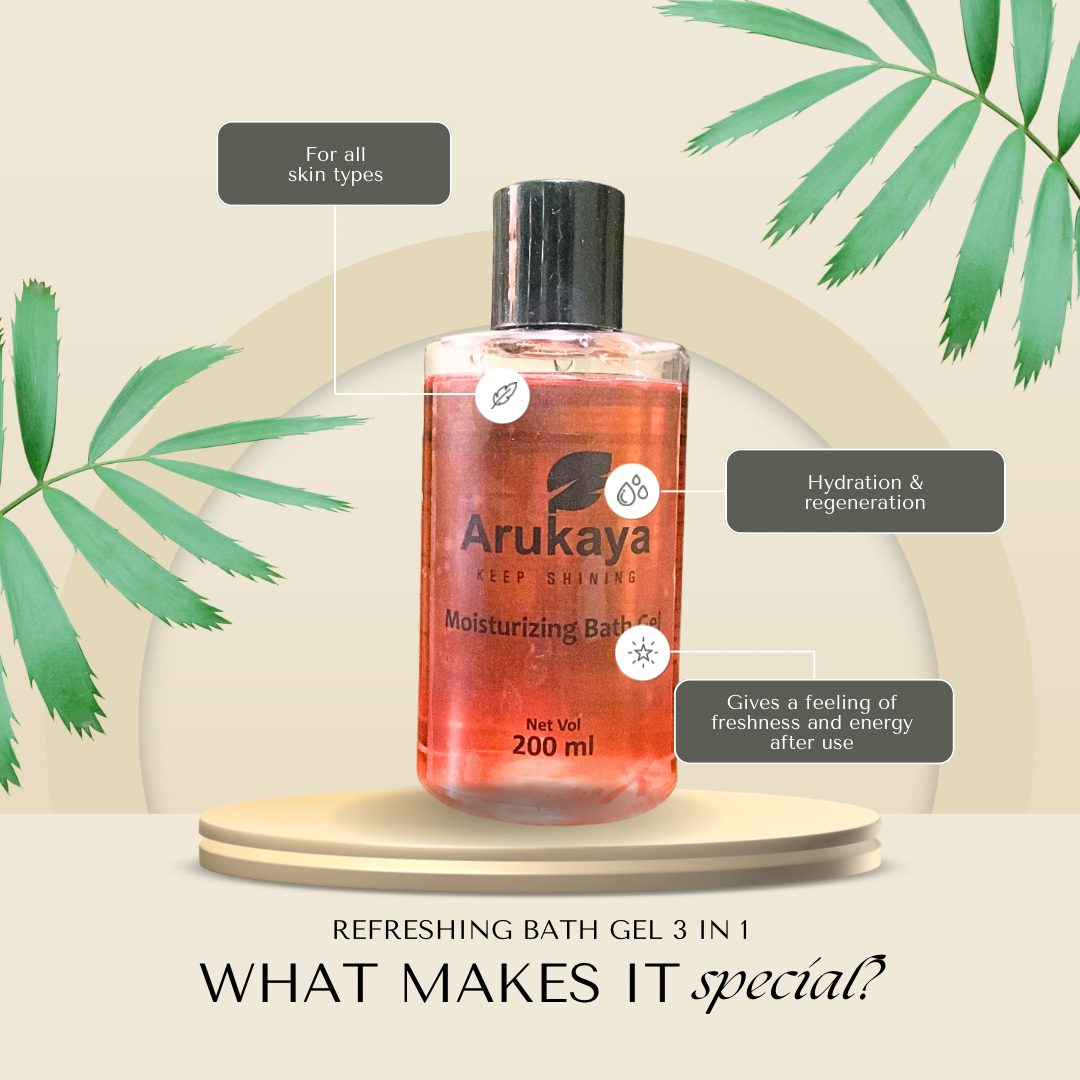 For all
skin types
Arukaya
KEEP SHINING
Hydration &
regeneration
Moisturizing Bath Gel
Gives a feeling of
freshness and energy
after use
Net Vol
200 ml
REFRESHING BATH GEL 3 IN 1
WHAT MAKES IT special?